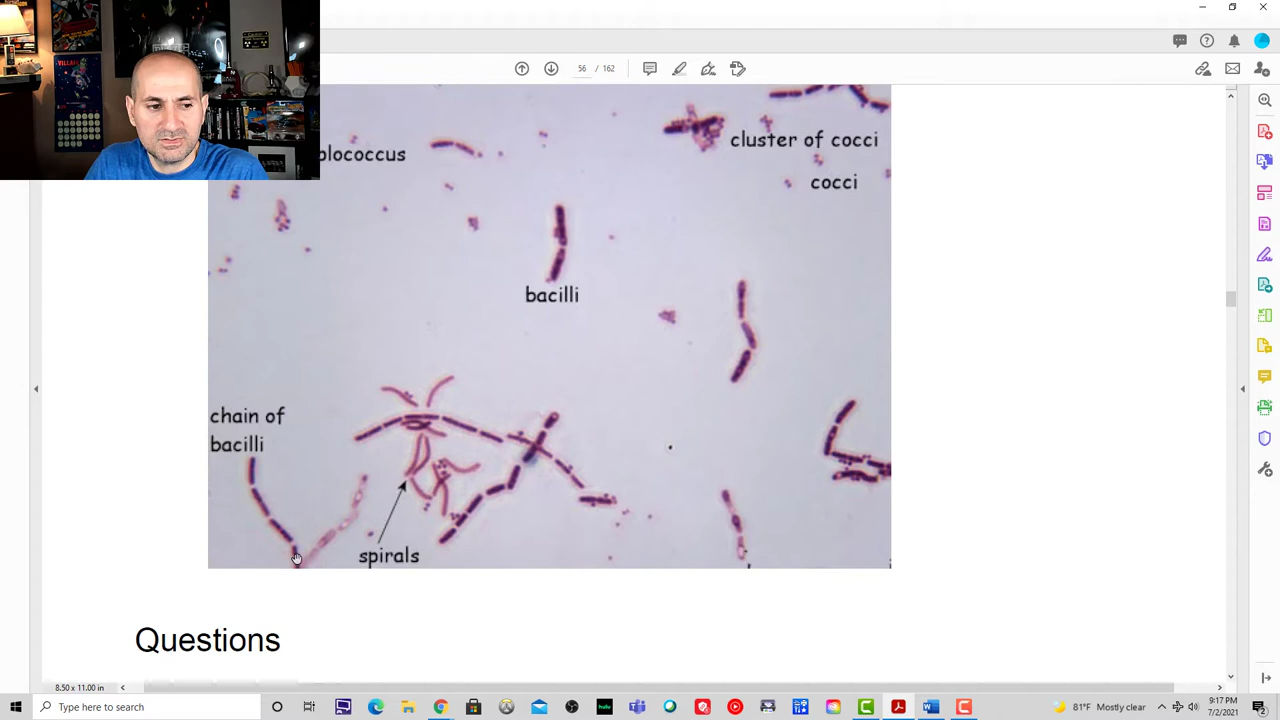 56 / 162
plococcus
cluster of cocci
cocci
bacilli
chain of
bacilli
spirals
Questions
8.50 x 11.00 in
Type here to search
hulu
81°F Mostly clear
9:17 PM
7/2/2021